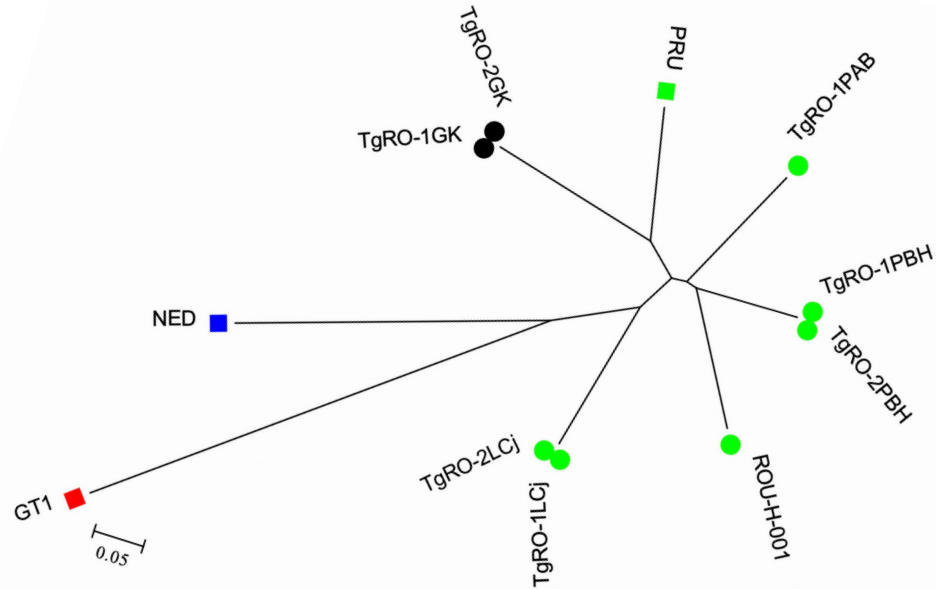 TgRO-2GK
PRU
TgRO-1PAB
TgRO-1GK
TgRO-1PBH
NED
TgRO-2PBH
TgRO-2LCj
ROU-H-001
TgRO-1LCj
GT1
0.05